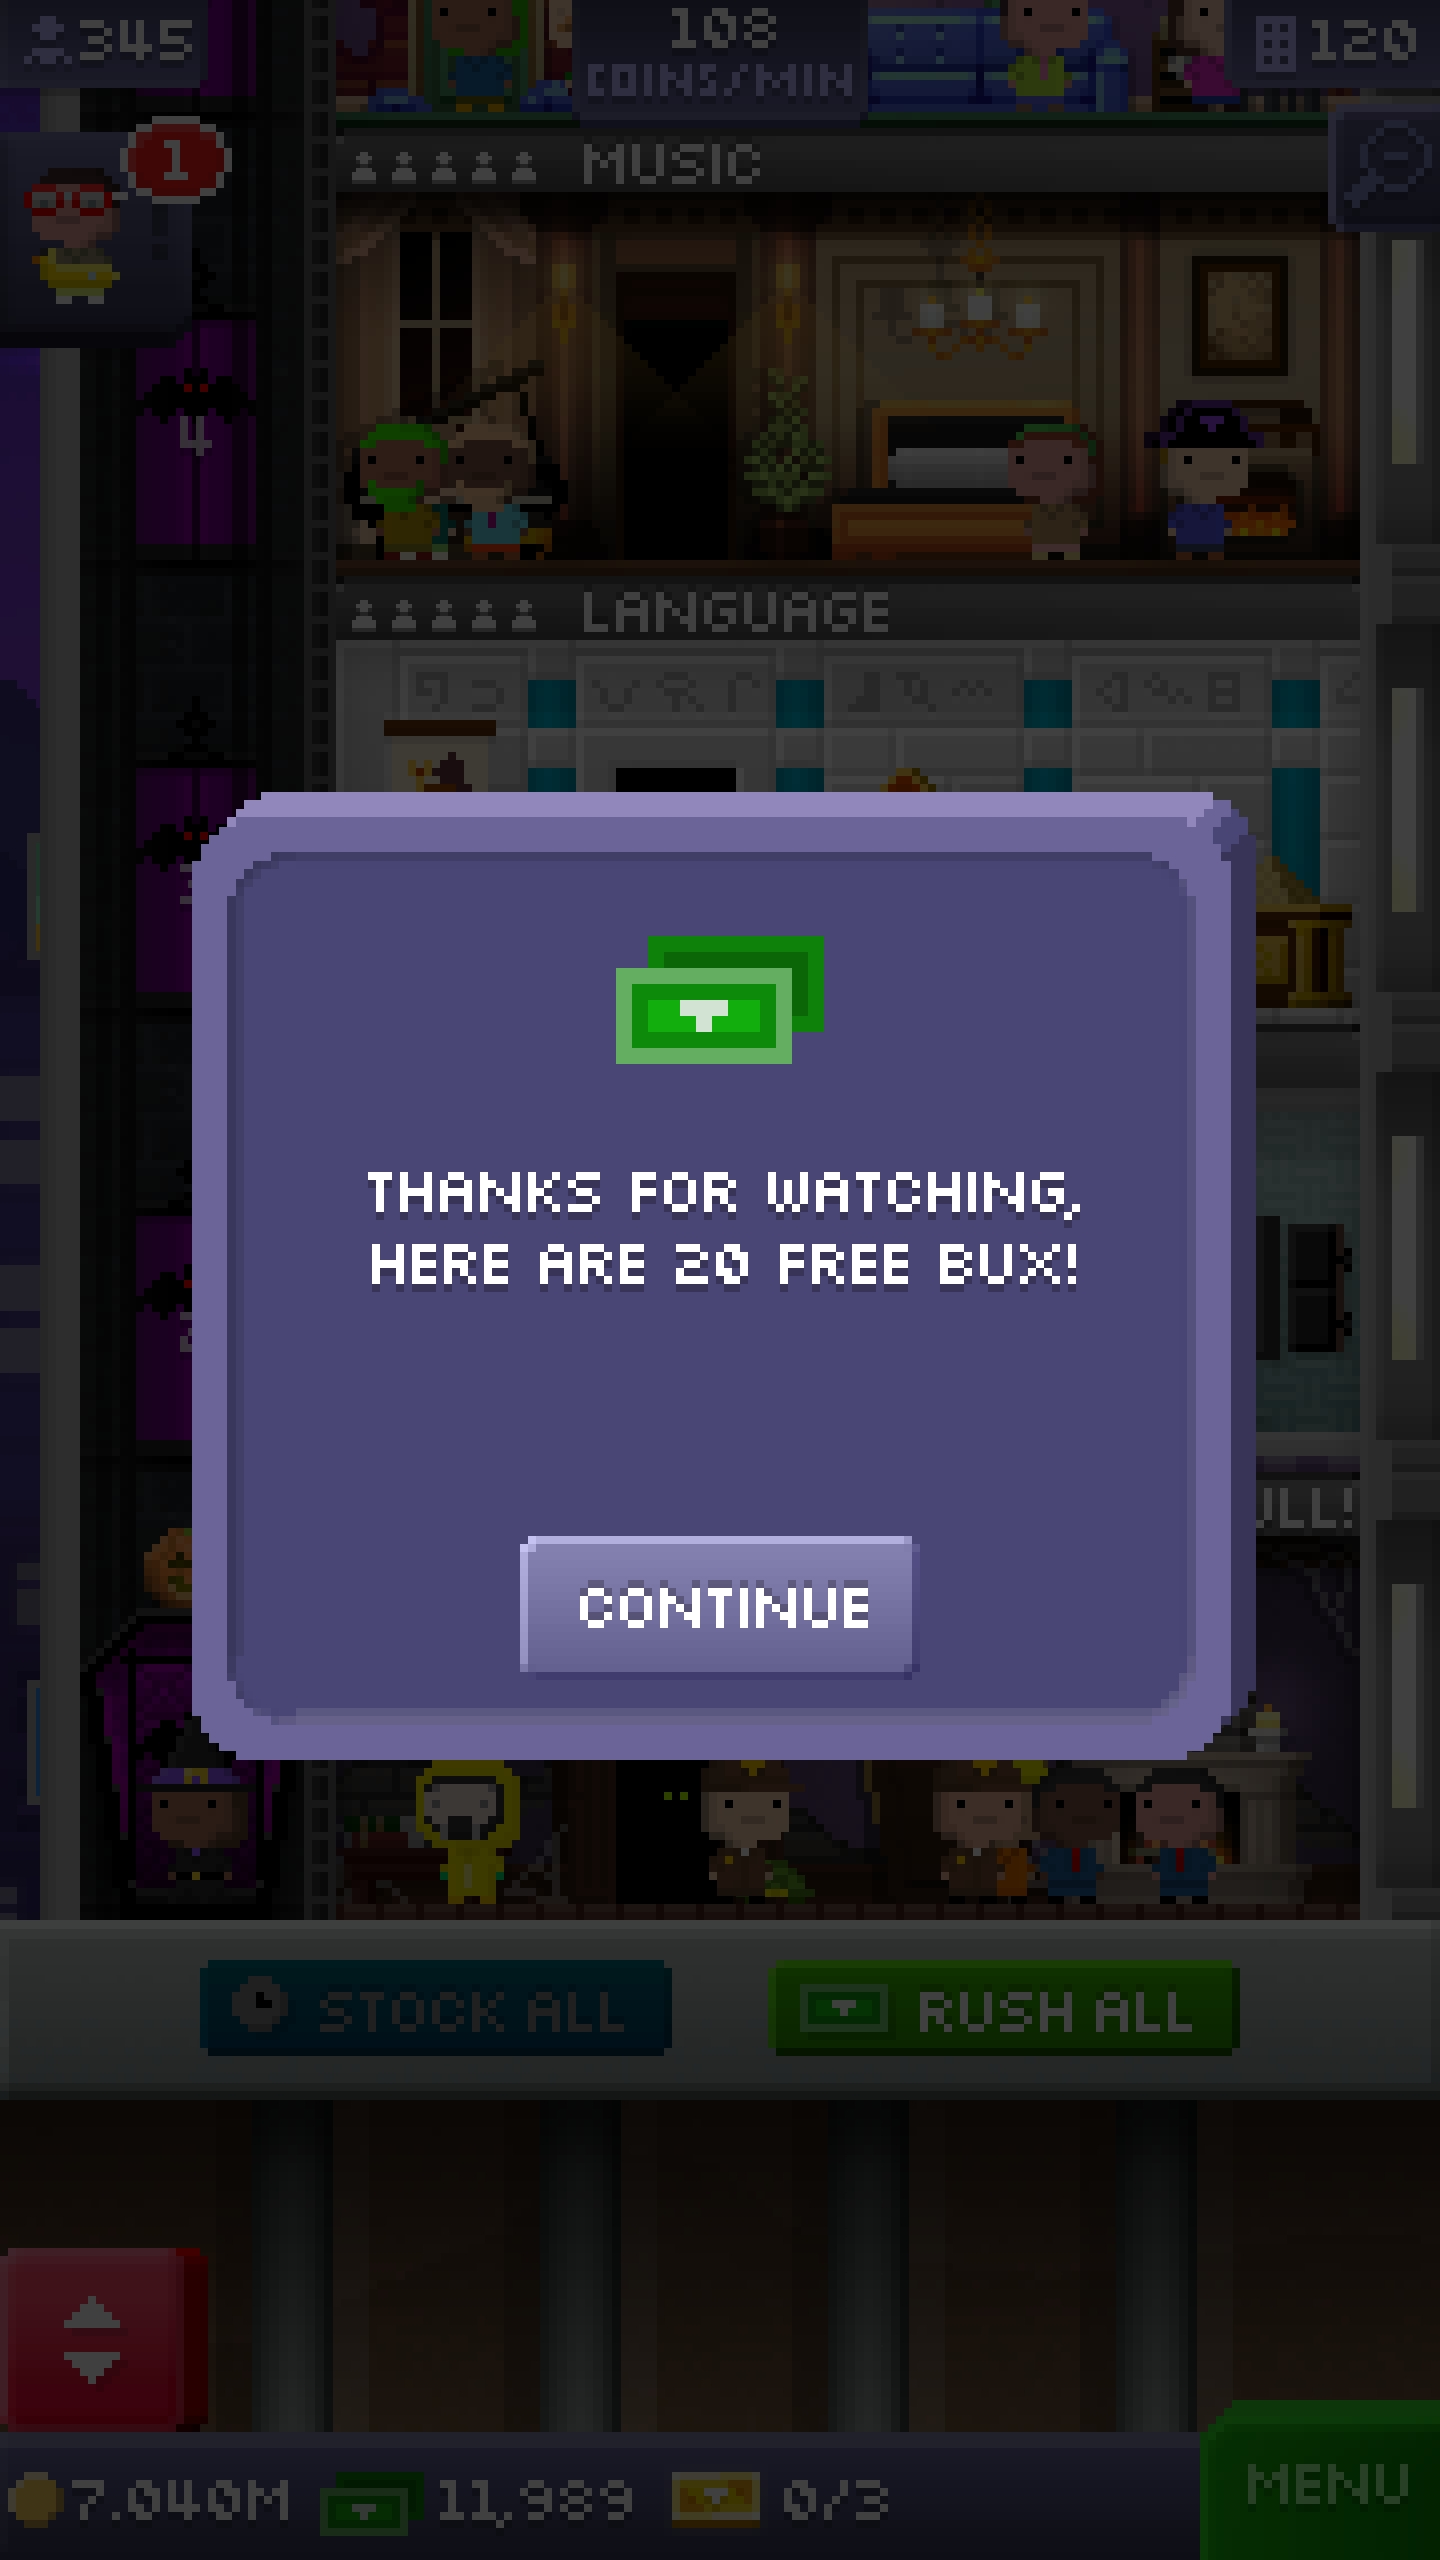 345
108
COINS/MIN
120
1
MUSIC
4
LANGUAGE
THANKS FOR WATCHING,
HERE ARE 20 FREE BUX!
CONTINUE
STOCK ALL
RUSH ALL
7.040M
11,989
0/3
MENU